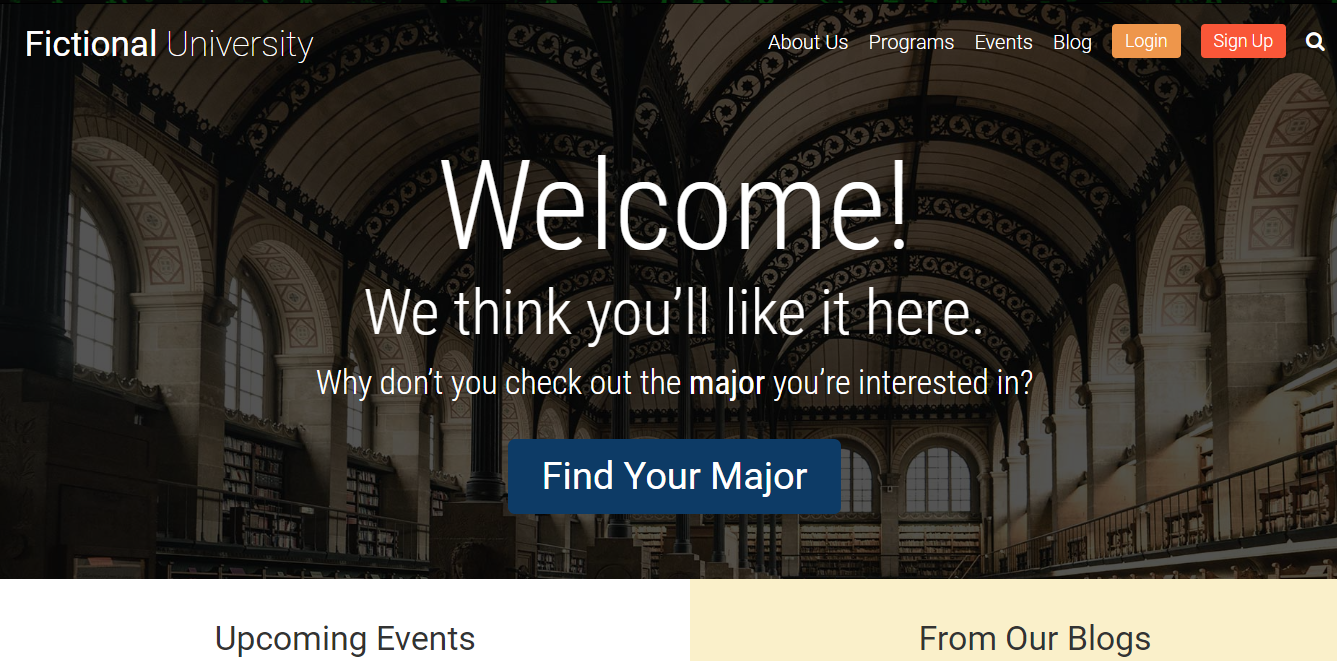 Fictional University
About Us Programs Events Blog Login Sign Up
Welcome!
We think you’ll like it here.
Why don’t you check out the major you’re interested in?
Find Your Major
Upcoming Events
From Our Blogs